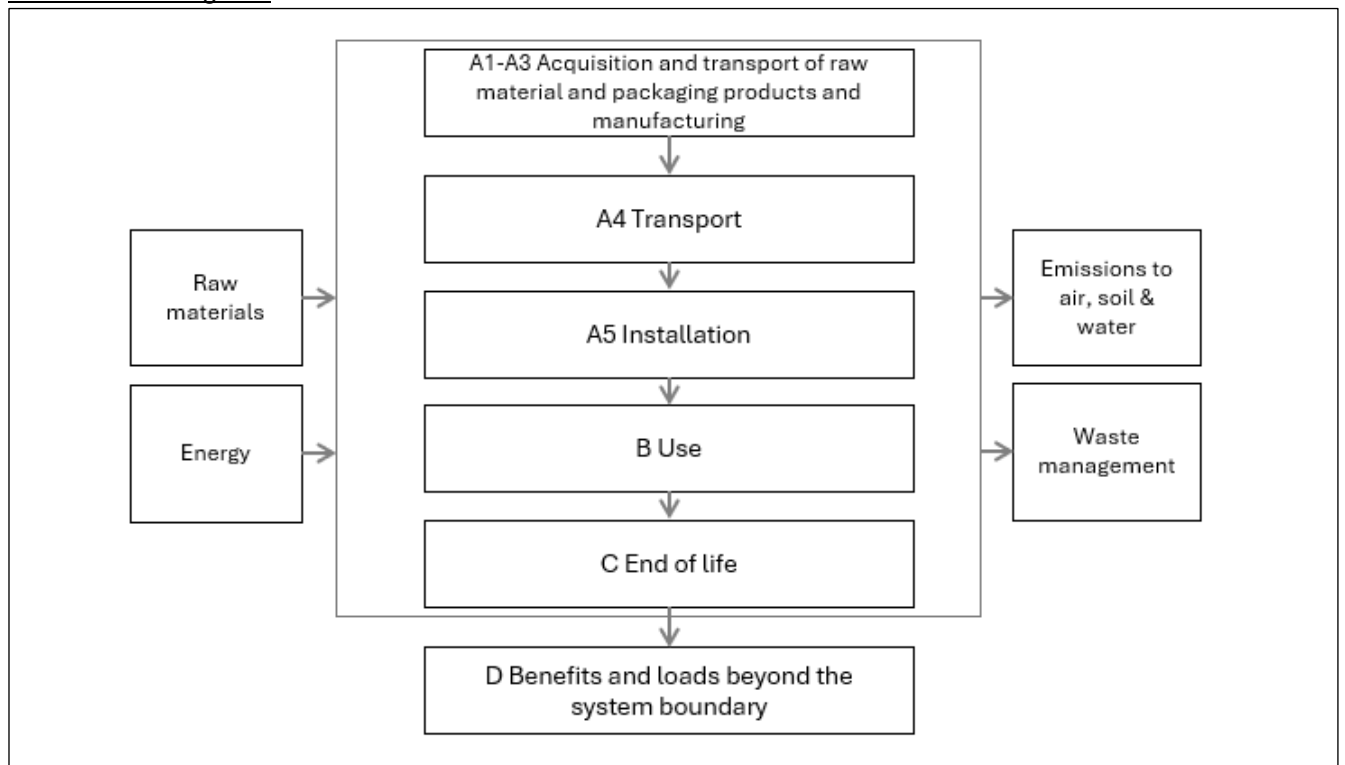 A1-A3 Acquisition and transport of raw
material and packaging products and
manufacturing
A4 Transport
Raw
materials
Emissions to
air, soil &
water
A5 Installation
Energy
B Use
Waste
management
C End of life
D Benefits and loads beyond the
system boundary